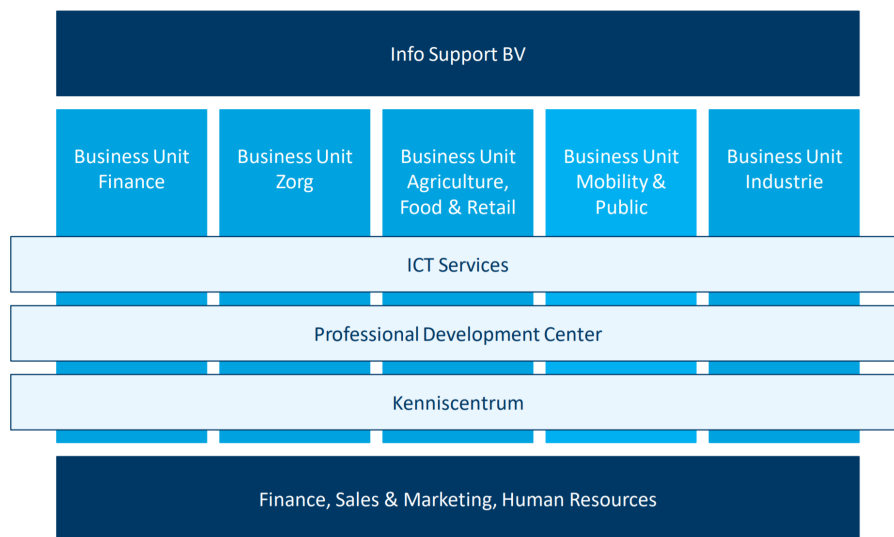 Info Support BV
Business Unit
Finance
Business Unit
Zorg
Business Unit
Agriculture,
Food & Retail
Business Unit
Mobility &
Public
Business Unit
Industrie
ICT Services
Professional Development Center
Kenniscentrum
Finance, Sales & Marketing, Human Resources